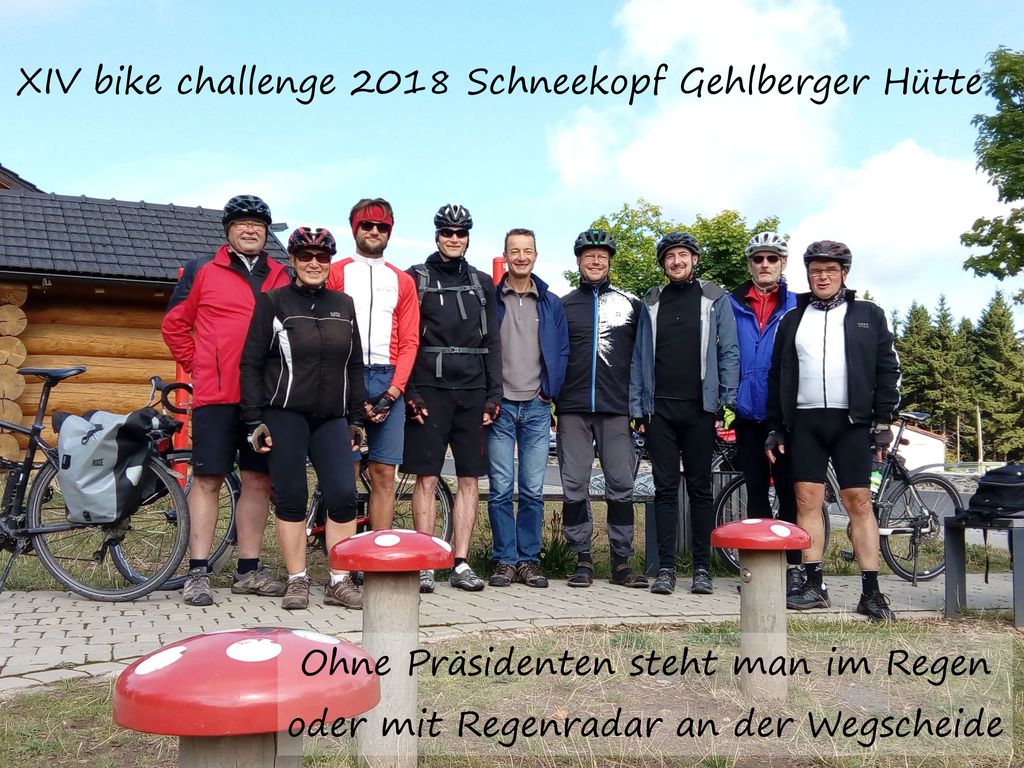 XIV bike challenge 2018 Schneekopf Gehlberger Hütte
ROSE
Ohne Präsidenten steht man im Regen
oder mit Regenradar an der Wegscheide